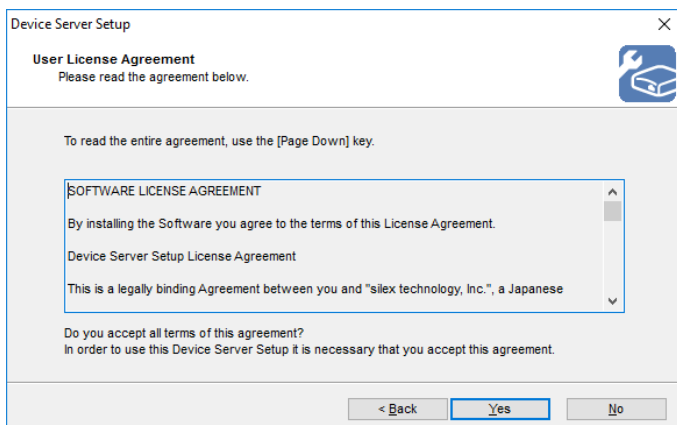 Device Server Setup
User License Agreement
Please read the agreement below.
To read the entire agreement, use the [Page Down] key.
SOFTWARE LICENSE AGREEMENT
By installing the Software you agree to the terms of this License Agreement.
Device Server Setup License Agreement
This is a legally binding Agreement between you and "silex technology, Inc.", a Japanese
Do you accept all terms of this agreement?
In order to use this Device Server Setup it is necessary that you accept this agreement.
< Back Yes No